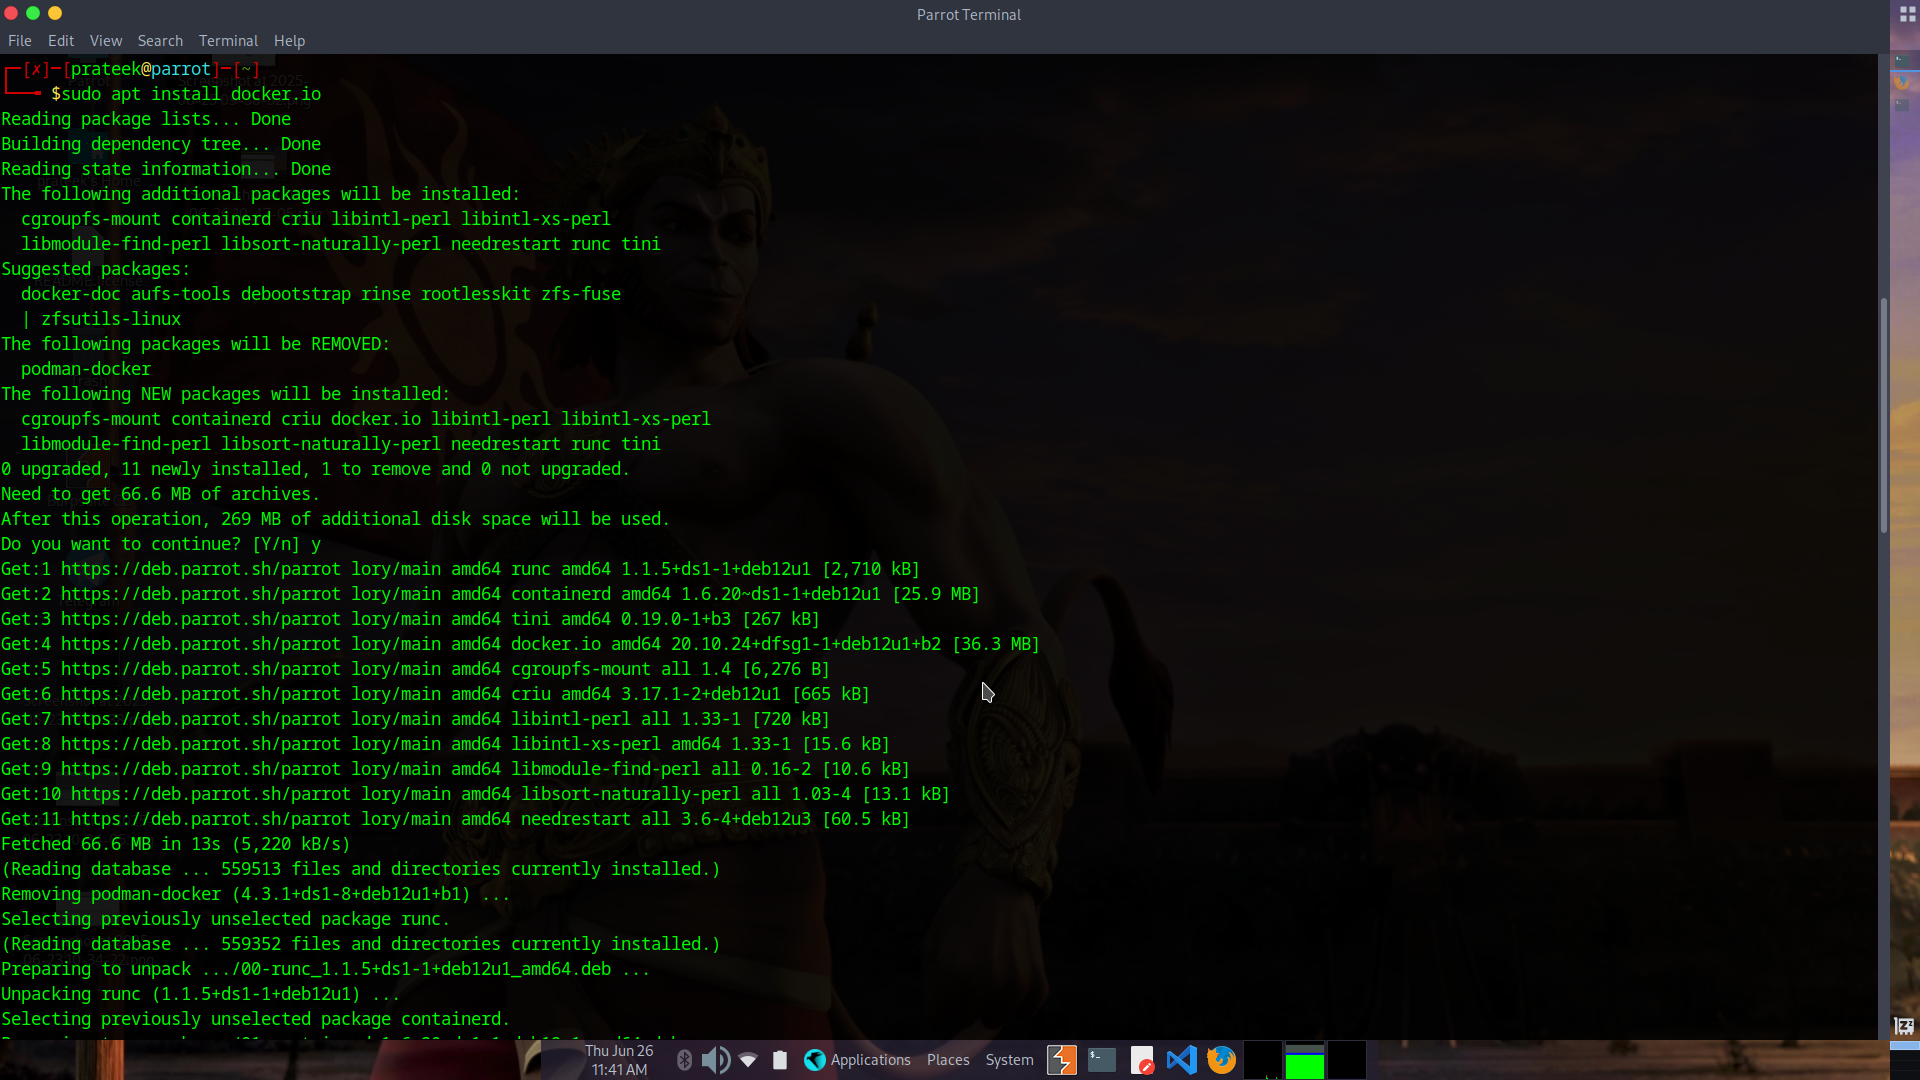 Parrot Terminal
File Edit View Search Terminal Help
┌─[✗]─[prateek@parrot]─[~]
└──╼ $sudo apt install docker.io
Reading package lists... Done
Building dependency tree... Done
Reading state information... Done
The following additional packages will be installed:
cgroupfs-mount containerd criu libintl-perl libintl-xs-perl
libmodule-find-perl libsort-naturally-perl needrestart runc tini
Suggested packages:
docker-doc aufs-tools debootstrap rinse rootlesskit zfs-fuse
| zfsutils-linux
The following packages will be REMOVED:
podman-docker
The following NEW packages will be installed:
cgroupfs-mount containerd criu docker.io libintl-perl libintl-xs-perl
libmodule-find-perl libsort-naturally-perl needrestart runc tini
0 upgraded, 11 newly installed, 1 to remove and 0 not upgraded.
Need to get 66.6 MB of archives.
After this operation, 269 MB of additional disk space will be used.
Do you want to continue? [Y/n] y
Get:1 https://deb.parrot.sh/parrot lory/main amd64 runc amd64 1.1.5+ds1-1+deb12u1 [2,710 kB]
Get:2 https://deb.parrot.sh/parrot lory/main amd64 containerd amd64 1.6.20~ds1-1+deb12u1 [25.9 MB]
Get:3 https://deb.parrot.sh/parrot lory/main amd64 tini amd64 0.19.0-1+b3 [267 kB]
Get:4 https://deb.parrot.sh/parrot lory/main amd64 docker.io amd64 20.10.24+dfsg1-1+deb12u1+b2 [36.3 MB]
Get:5 https://deb.parrot.sh/parrot lory/main amd64 cgroupfs-mount all 1.4 [6,276 B]
Get:6 https://deb.parrot.sh/parrot lory/main amd64 criu amd64 3.17.1-2+deb12u1 [665 kB]
Get:7 https://deb.parrot.sh/parrot lory/main amd64 libintl-perl all 1.33-1 [720 kB]
Get:8 https://deb.parrot.sh/parrot lory/main amd64 libintl-xs-perl amd64 1.33-1 [15.6 kB]
Get:9 https://deb.parrot.sh/parrot lory/main amd64 libmodule-find-perl all 0.16-2 [10.6 kB]
Get:10 https://deb.parrot.sh/parrot lory/main amd64 libsort-naturally-perl all 1.03-4 [13.1 kB]
Get:11 https://deb.parrot.sh/parrot lory/main amd64 needrestart all 3.6-4+deb12u3 [60.5 kB]
Fetched 66.6 MB in 13s (5,220 kB/s)
(Reading database ... 559513 files and directories currently installed.)
Removing podman-docker (4.3.1+ds1-8+deb12u1+b1) ...
Selecting previously unselected package runc.
(Reading database ... 559352 files and directories currently installed.)
Preparing to unpack .../00-runc_1.1.5+ds1-1+deb12u1_amd64.deb ...
Unpacking runc (1.1.5+ds1-1+deb12u1) ...
Selecting previously unselected package containerd.
Thu Jun 26
11:41 AM
Applications Places System